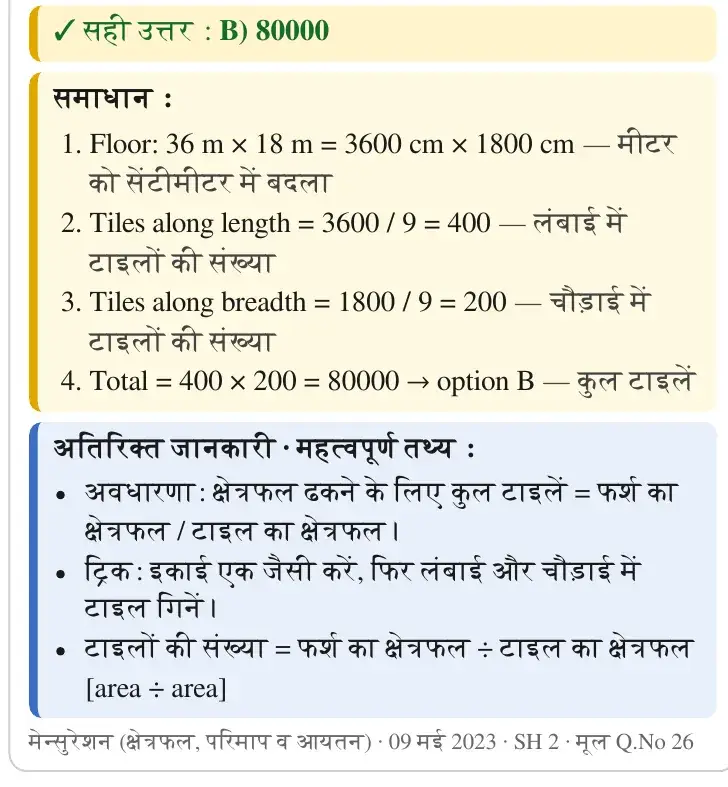 ✓ सही उत्तर : B) 80000
समाधान :
1. Floor: 36 m × 18 m = 3600 cm × 1800 cm — मीटर
को सेंटीमीटर में बदला
2. Tiles along length = 3600 / 9 = 400 — लंबाई में
टाइलों की संख्या
3. Tiles along breadth = 1800 / 9 = 200 — चौड़ाई में
टाइलों की संख्या
4. Total = 400 × 200 = 80000 → option B — कुल टाइलें
अतिरिक्त जानकारी · महत्वपूर्ण तथ्य :
• अवधारणा : क्षेत्रफल ढकने के लिए कुल टाइलें = फर्श का
क्षेत्रफल / टाइल का क्षेत्रफल।
• ट्रिक : इकाई एक जैसी करें, फिर लंबाई और चौड़ाई में
टाइल गिनें।
• टाइलों की संख्या = फर्श का क्षेत्रफल ÷ टाइल का क्षेत्रफल
[area ÷ area]
मेन्सुरेशन (क्षेत्रफल, परिमाप व आयतन) · 09 मई 2023 · SH 2 · मूल Q.No 26